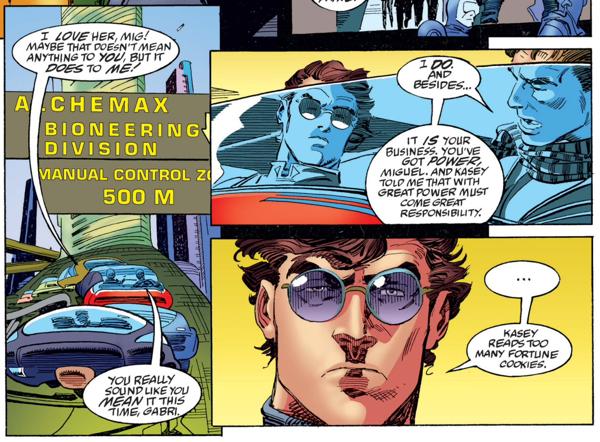 I LOVE HER, MIG!
MAYBE THAT DOESN'T MEAN
ANYTHING TO YOU, BUT IT
DOES TO ME!
ALCHEMAX
BIONEERING
DIVISION
MANUAL CONTROL ZO
500 M
YOU REALLY
SOUND LIKE YOU
MEAN IT THIS
TIME, GABRI.
I DO.
AND
BESIDES...
IT IS YOUR
BUSINESS. YOU'VE
GOT POWER,
MIGUEL. AND KASEY
TOLD ME THAT WITH
GREAT POWER MUST
COME GREAT
RESPONSIBILITY.
...
KASEY
READS TOO
MANY FORTUNE
COOKIES.